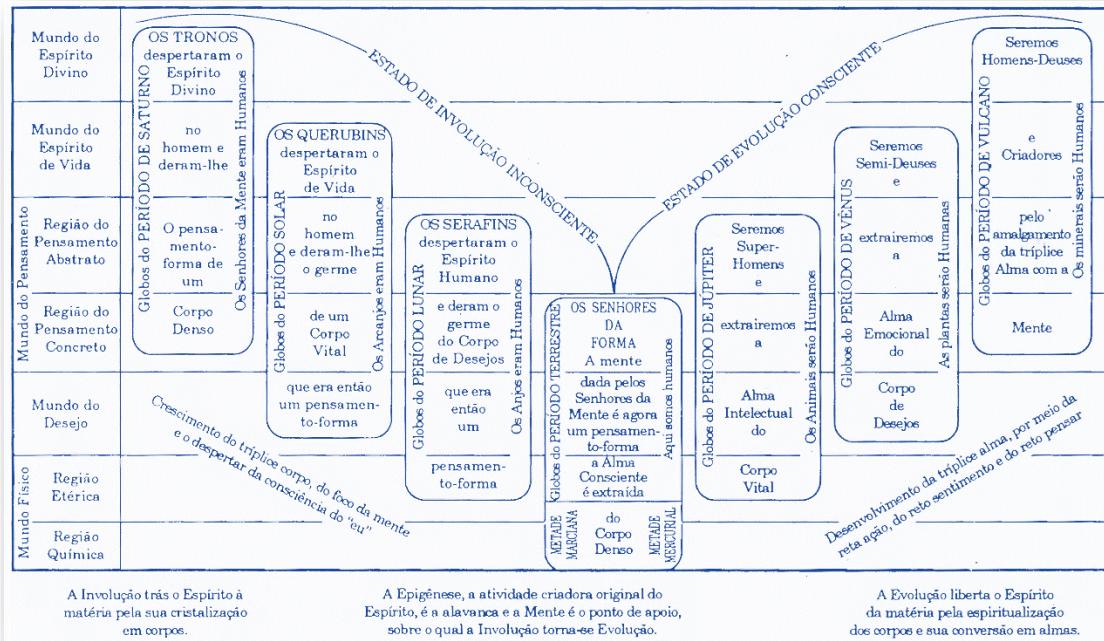 Mundo do
Espírito
Divino
Mundo do
Espírito
de Vida
Mundo do Pensamento
Região do
Pensamento
Abstrato
Região do
Pensamento
Concreto
Mundo do
Desejo
Mundo Físico
Região
Etérica
Região
Química
Globos do PERÍODO DE SATURNO
OS TRONOS
despertaram o
Espírito
Divino
no
homem e
deram-lhe
O pensa-
mento-
forma de
um
Corpo
Denso
Os Senhores da Mente eram Humanos
Globos do PERÍODO SOLAR
OS QUERUBINS
despertaram o
Espírito
de Vida
no
homem
e deram-lhe
o germe
de um
Corpo
Vital
que era então
um pensamen-
to-forma
Os Arcanjos eram Humanos
Globos do PERÍODO LUNAR
OS SERAFINS
despertaram o
Espírito
Humano
e deram o
germe
do Corpo
de Desejos
que era
então
um
pensamen-
to-forma
Os Anjos eram Humanos
Globos do PERÍODO TERRESTRE
OS SENHORES
DA
FORMA
A mente
dada pelos
Senhores da
Mente é agora
um pensamen-
to-forma
a Alma
Consciente
é extraída
do
Corpo
Denso
Aqui somos humanos
METADE
MARCIANA
METADE
MERCURIAL
Globos do PERÍODO DE JÚPITER
Seremos
Super-
Homens
e
extrairemos
a
Alma
Intelectual
do
Corpo
Vital
Os Animais serão Humanos
Globos do PERÍODO DE VÊNUS
Seremos
Semi-Deuses
e
extrairemos
a
Alma
Emocional
do
Corpo
de
Desejos
As plantas serão Humanas
Globos do PERÍODO DE VULCANO
Seremos
Homens-Deuses
e
Criadores
pelo
amalgamento
da tríplice
Alma com a
Mente
Os minerais serão Humanos
ESTADO DE INVOLUÇÃO INCONSCIENTE
ESTADO DE EVOLUÇÃO CONSCIENTE
Crescimento do tríplice corpo, do foco da mente
e o despertar da consciência do "eu"
Desenvolvimento da tríplice alma, por meio da
reta ação, do reto sentimento e do reto pensar
A Involução trás o Espírito à
matéria pela sua cristalização
em corpos.
A Epigênese, a atividade criadora original do
Espírito, é a alavanca e a Mente é o ponto de apoio,
sobre o qual a Involução torna-se Evolução.
A Evolução liberta o Espírito
da matéria pela espiritualização
dos corpos e sua conversão em almas.